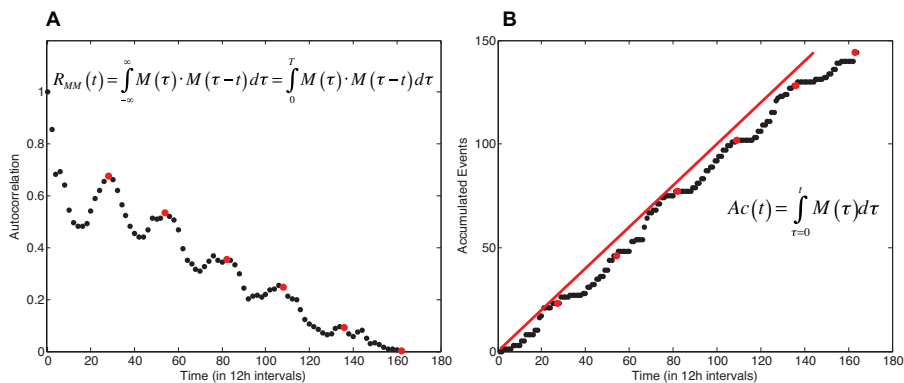 A
R_MM(t) = ∫_{-∞}^{∞} M(τ)·M(τ−t)dτ = ∫_{0}^{T} M(τ)·M(τ−t)dτ
1
0.8
0.6
0.4
0.2
0
0 20 40 60 80 100 120 140 160 180
Autocorrelation
Time (in 12h intervals)
B
150
100
50
0
0 20 40 60 80 100 120 140 160 180
Accumulated Events
Ac(t) = ∫_{τ=0}^{t} M(τ)dτ
Time (in 12h intervals)